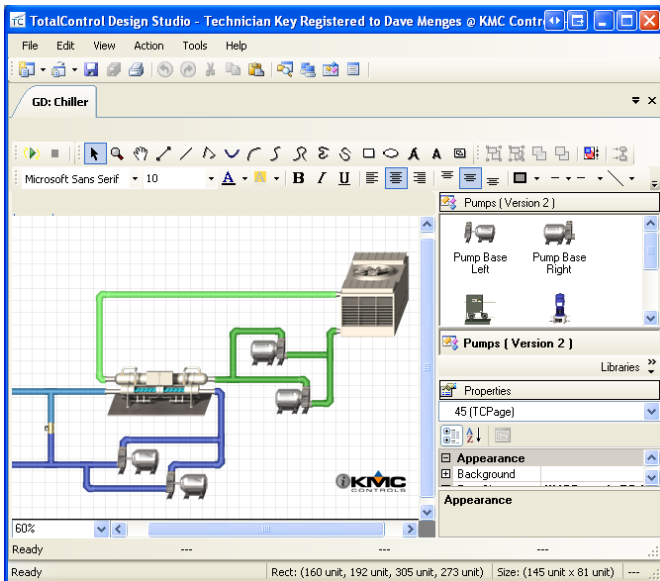 TotalControl Design Studio - Technician Key Registered to Dave Menges @ KMC Contr
File Edit View Action Tools Help
GD: Chiller
Microsoft Sans Serif 10 A A B I U
Pumps ( Version 2 )
Pump Base Left
Pump Base Right
Pumps ( Version 2 )
Libraries
Properties
45 (TCPage)
Appearance
Background
KMC CONTROLS
Appearance
60%
Ready --- --- ---
Ready Rect: (160 unit, 192 unit, 305 unit, 273 unit) Size: (145 unit x 81 unit) ---